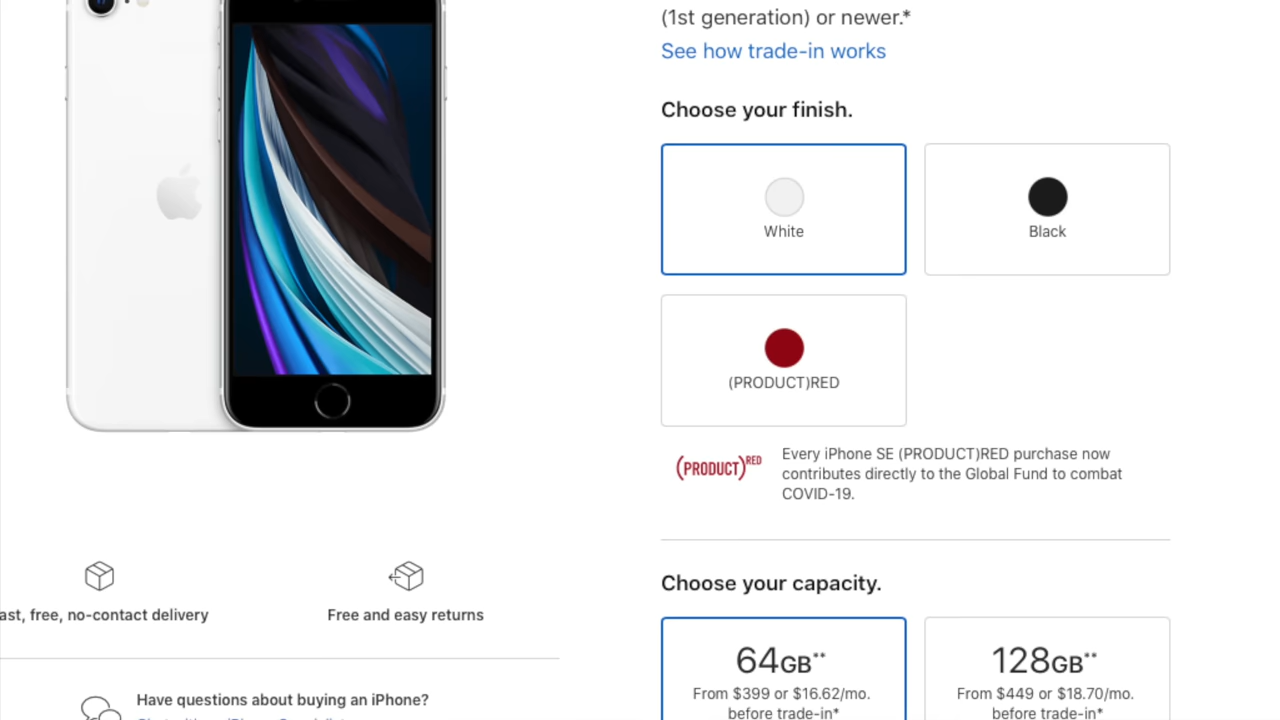 (1st generation) or newer.*
See how trade-in works
Choose your finish.
White
Black
(PRODUCT)RED
(PRODUCT)RED
Every iPhone SE (PRODUCT)RED purchase now
contributes directly to the Global Fund to combat
COVID-19.
ast, free, no-contact delivery
Free and easy returns
Have questions about buying an iPhone?
Choose your capacity.
64GB**
From $399 or $16.62/mo.
before trade-in*
128GB**
From $449 or $18.70/mo.
before trade-in*